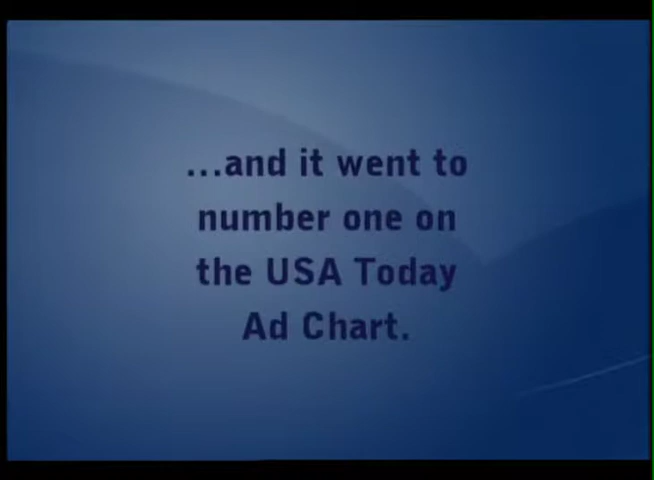 ...and it went to
number one on
the USA Today
Ad Chart.